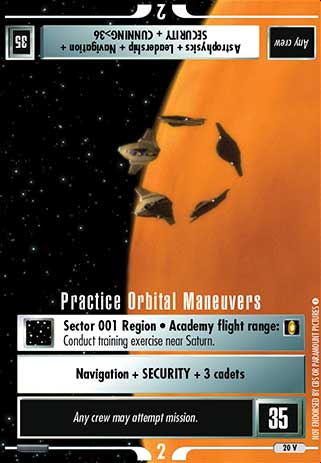 2
Astrophysics + Leadership + Navigation +
SECURITY + CUNNING>36
Any crew
35
Practice Orbital Maneuvers
Sector 001 Region • Academy flight range:
Conduct training exercise near Saturn.
Navigation + SECURITY + 3 cadets
Any crew may attempt mission.
35
2
20 V
NOT ENDORSED BY CBS OR PARAMOUNT PICTURES